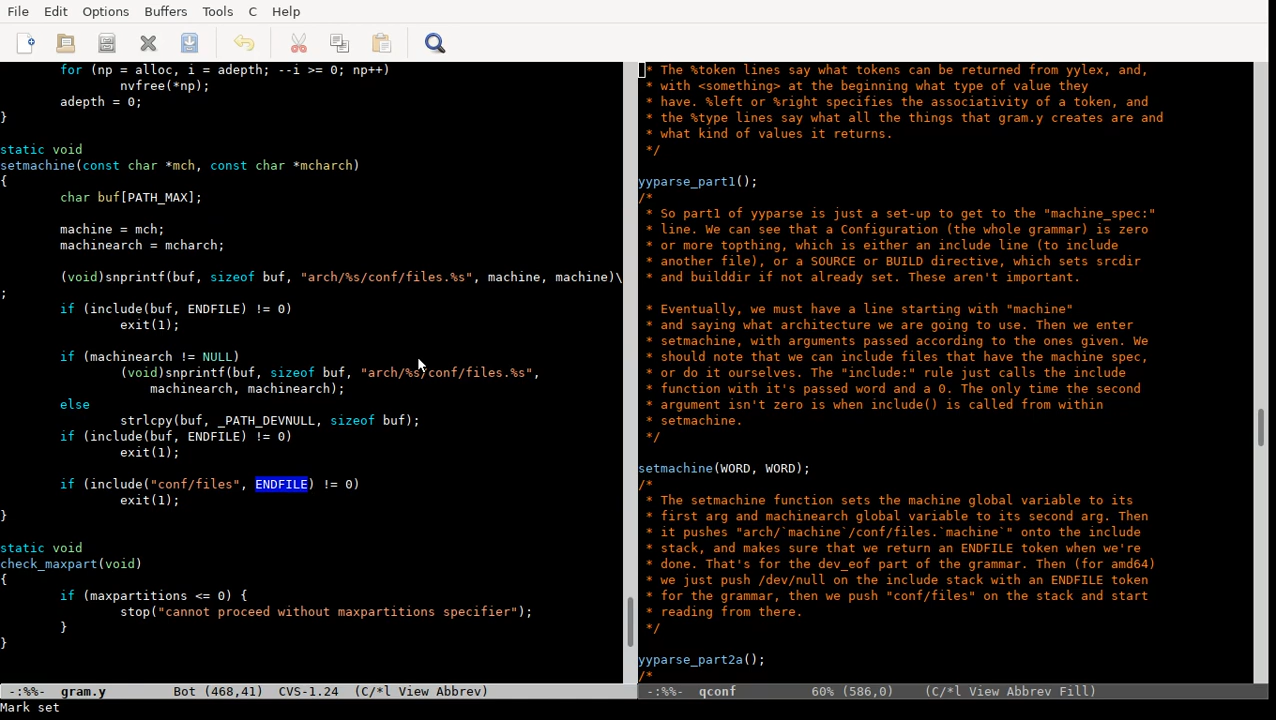 File Edit Options Buffers Tools C Help
        for (np = alloc, i = adepth; --i >= 0; np++)
                nvfree(*np);
        adepth = 0;
}
static void
setmachine(const char *mch, const char *mcharch)
{
        char buf[PATH_MAX];
        machine = mch;
        machinearch = mcharch;
        (void)snprintf(buf, sizeof buf, "arch/%s/conf/files.%s", machine, machine)\
;
        if (include(buf, ENDFILE) != 0)
                exit(1);
        if (machinearch != NULL)
                (void)snprintf(buf, sizeof buf, "arch/%s/conf/files.%s",
                    machinearch, machinearch);
        else
                strlcpy(buf, _PATH_DEVNULL, sizeof buf);
        if (include(buf, ENDFILE) != 0)
                exit(1);
        if (include("conf/files", ENDFILE) != 0)
                exit(1);
}
static void
check_maxpart(void)
{
        if (maxpartitions <= 0) {
                stop("cannot proceed without maxpartitions specifier");
        }
}
-:%%-  gram.y        Bot (468,41)  CVS-1.24  (C/*l View Abbrev)
 * The %token lines say what tokens can be returned from yylex, and,
 * with <something> at the beginning what type of value they
 * have. %left or %right specifies the associativity of a token, and
 * the %type lines say what all the things that gram.y creates are and
 * what kind of values it returns.
 */
yyparse_part1();
/*
 * So part1 of yyparse is just a set-up to get to the "machine_spec:"
 * line. We can see that a Configuration (the whole grammar) is zero
 * or more topthing, which is either an include line (to include
 * another file), or a SOURCE or BUILD directive, which sets srcdir
 * and builddir if not already set. These aren't important.
 * Eventually, we must have a line starting with "machine"
 * and saying what architecture we are going to use. Then we enter
 * setmachine, with arguments passed according to the ones given. We
 * should note that we can include files that have the machine spec,
 * or do it ourselves. The "include:" rule just calls the include
 * function with it's passed word and a 0. The only time the second
 * argument isn't zero is when include() is called from within
 * setmachine.
 */
setmachine(WORD, WORD);
/*
 * The setmachine function sets the machine global variable to its
 * first arg and machinearch global variable to its second arg. Then
 * it pushes "arch/`machine`/conf/files.`machine`" onto the include
 * stack, and makes sure that we return an ENDFILE token when we're
 * done. That's for the dev_eof part of the grammar. Then (for amd64)
 * we just push /dev/null on the include stack with an ENDFILE token
 * for the grammar, then we push "conf/files" on the stack and start
 * reading from there.
 */
yyparse_part2a();
/*
-:%%-  qconf         60% (586,0)    (C/*l View Abbrev Fill)
Mark set